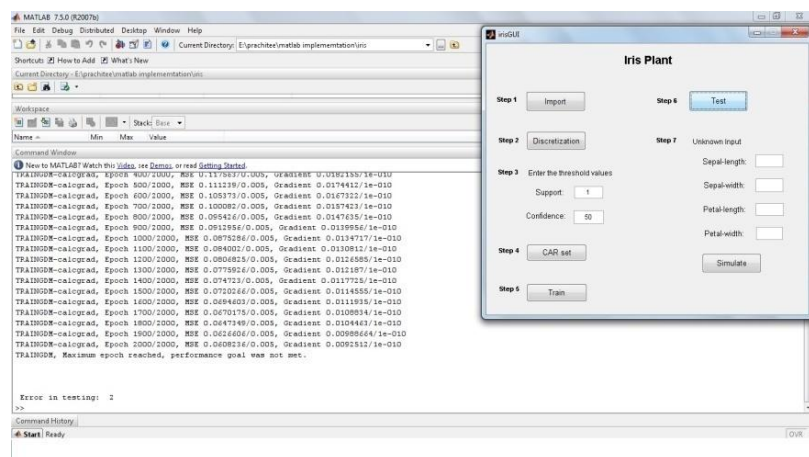 MATLAB 7.5.0 (R2007b)
File Edit Debug Distributed Desktop Window Help
Current Directory: E:\prachitee\matlab implememtation\iris
Shortcuts How to Add What's New
Current Directory - E:\prachitee\matlab implememtation\iris
Workspace
Stack: Base
Name Min Max Value
Command Window
New to MATLAB? Watch this Video, see Demos, or read Getting Started.
TRAINGDM-calcgrad, Epoch 400/2000, MSE 0.117563/0.005, Gradient 0.0182155/1e-010
TRAINGDM-calcgrad, Epoch 500/2000, MSE 0.111239/0.005, Gradient 0.0174412/1e-010
TRAINGDM-calcgrad, Epoch 600/2000, MSE 0.105373/0.005, Gradient 0.0167322/1e-010
TRAINGDM-calcgrad, Epoch 700/2000, MSE 0.100082/0.005, Gradient 0.0157423/1e-010
TRAINGDM-calcgrad, Epoch 800/2000, MSE 0.095426/0.005, Gradient 0.0147635/1e-010
TRAINGDM-calcgrad, Epoch 900/2000, MSE 0.0912956/0.005, Gradient 0.0139956/1e-010
TRAINGDM-calcgrad, Epoch 1000/2000, MSE 0.0875286/0.005, Gradient 0.0134717/1e-010
TRAINGDM-calcgrad, Epoch 1100/2000, MSE 0.084002/0.005, Gradient 0.0130812/1e-010
TRAINGDM-calcgrad, Epoch 1200/2000, MSE 0.0806825/0.005, Gradient 0.0126585/1e-010
TRAINGDM-calcgrad, Epoch 1300/2000, MSE 0.0775926/0.005, Gradient 0.012187/1e-010
TRAINGDM-calcgrad, Epoch 1400/2000, MSE 0.074723/0.005, Gradient 0.0117725/1e-010
TRAINGDM-calcgrad, Epoch 1500/2000, MSE 0.0720266/0.005, Gradient 0.0114555/1e-010
TRAINGDM-calcgrad, Epoch 1600/2000, MSE 0.0694603/0.005, Gradient 0.0111935/1e-010
TRAINGDM-calcgrad, Epoch 1700/2000, MSE 0.0670175/0.005, Gradient 0.0108834/1e-010
TRAINGDM-calcgrad, Epoch 1800/2000, MSE 0.0647349/0.005, Gradient 0.0104463/1e-010
TRAINGDM-calcgrad, Epoch 1900/2000, MSE 0.0626606/0.005, Gradient 0.00988664/1e-010
TRAINGDM-calcgrad, Epoch 2000/2000, MSE 0.0608236/0.005, Gradient 0.0092512/1e-010
TRAINGDM, Maximum epoch reached, performance goal was not met.
Error in testing: 2
>>
Command History
Start Ready
OVR
irisGUI
Iris Plant
Step 1 Import
Step 2 Discretization
Step 3 Enter the threshold values
Support: 1
Confidence: 50
Step 4 CAR set
Step 5 Train
Step 6 Test
Step 7 Unknown Input
Sepal-length:
Sepal-width:
Petal-length:
Petal-width:
Simulate